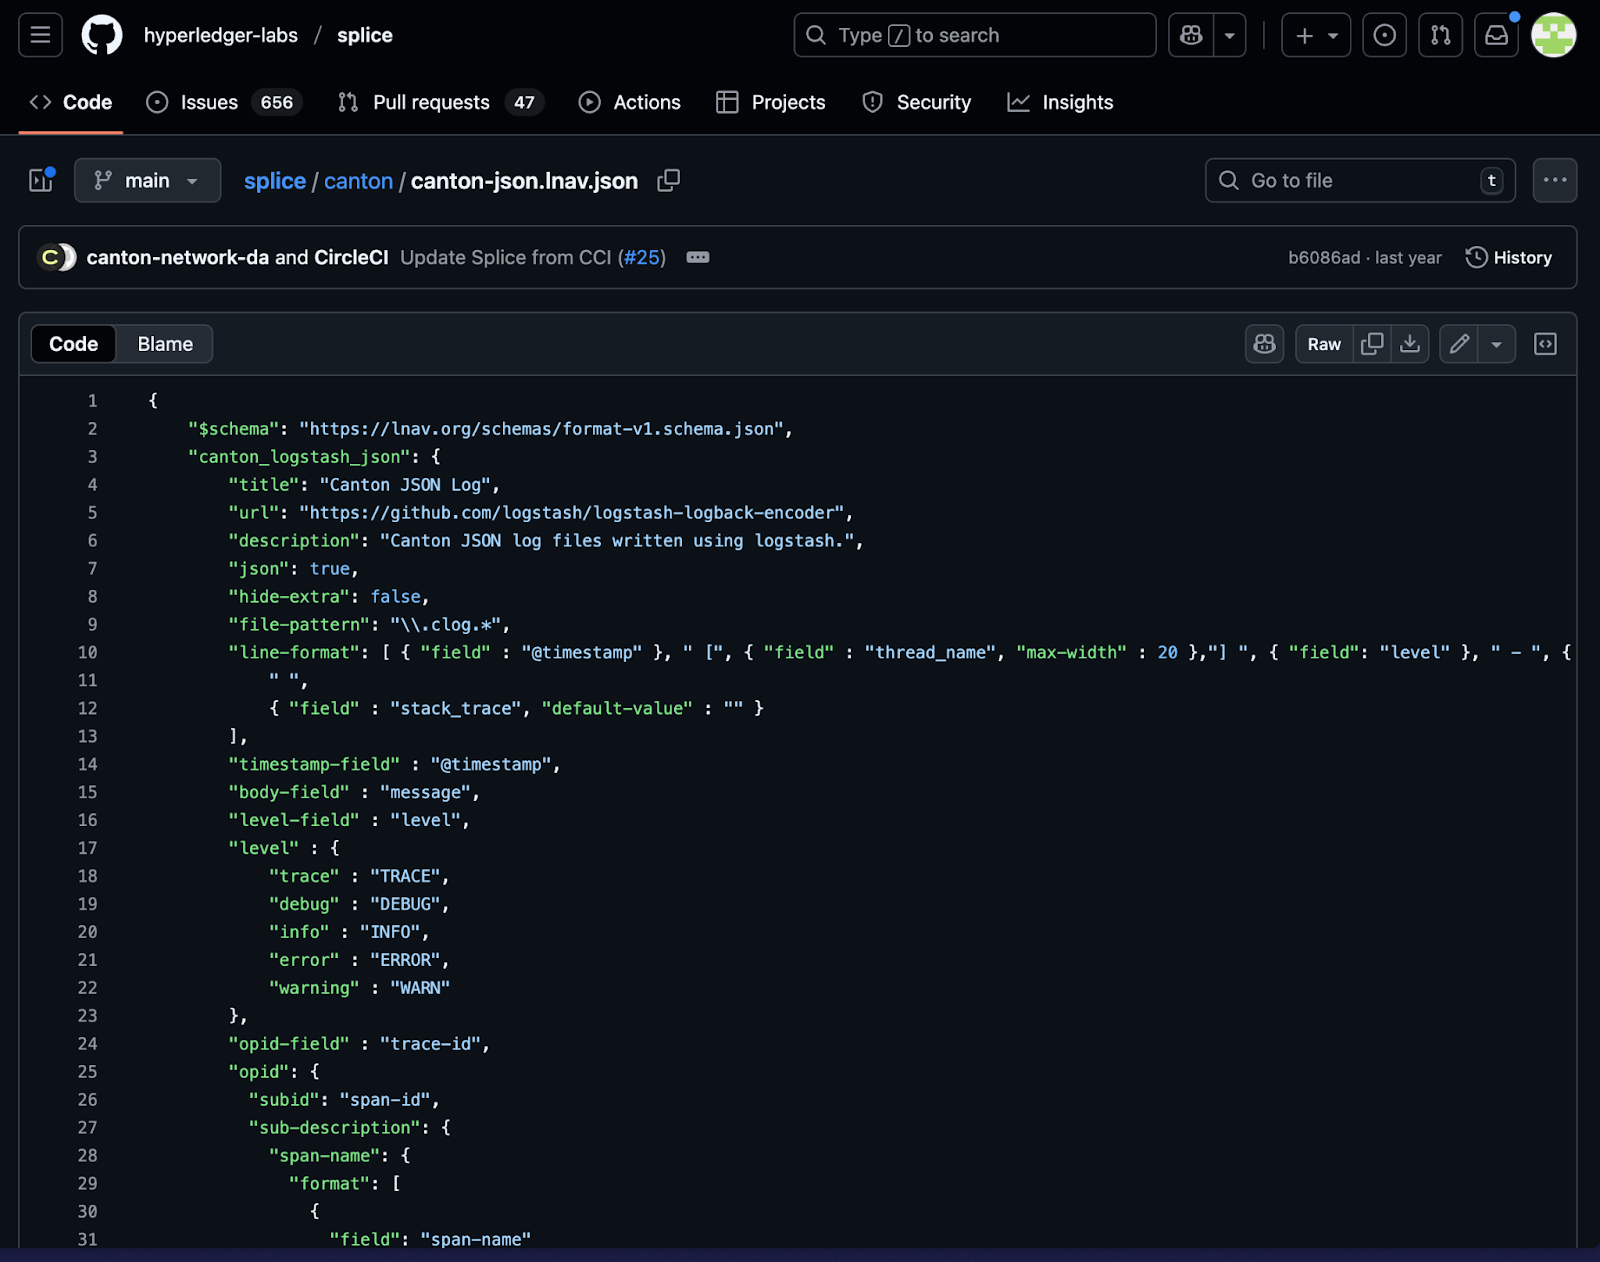 hyperledger-labs / splice
Type / to search
Code Issues 656 Pull requests 47 Actions Projects Security Insights
main splice / canton / canton-json.lnav.json
Go to file t
canton-network-da and CircleCI Update Splice from CCI (#25)
b6086ad · last year History
Code Blame
Raw
1 {
2 "$schema": "https://lnav.org/schemas/format-v1.schema.json",
3 "canton_logstash_json": {
4 "title": "Canton JSON Log",
5 "url": "https://github.com/logstash/logstash-logback-encoder",
6 "description": "Canton JSON log files written using logstash.",
7 "json": true,
8 "hide-extra": false,
9 "file-pattern": "\\.clog.*",
10 "line-format": [ { "field" : "@timestamp" }, " [", { "field" : "thread_name", "max-width" : 20 },"] ", { "field": "level" }, " - ", {
11 " ",
12 { "field" : "stack_trace", "default-value" : "" }
13 ],
14 "timestamp-field" : "@timestamp",
15 "body-field" : "message",
16 "level-field" : "level",
17 "level" : {
18 "trace" : "TRACE",
19 "debug" : "DEBUG",
20 "info" : "INFO",
21 "error" : "ERROR",
22 "warning" : "WARN"
23 },
24 "opid-field" : "trace-id",
25 "opid": {
26 "subid": "span-id",
27 "sub-description": {
28 "span-name": {
29 "format": [
30 {
31 "field": "span-name"